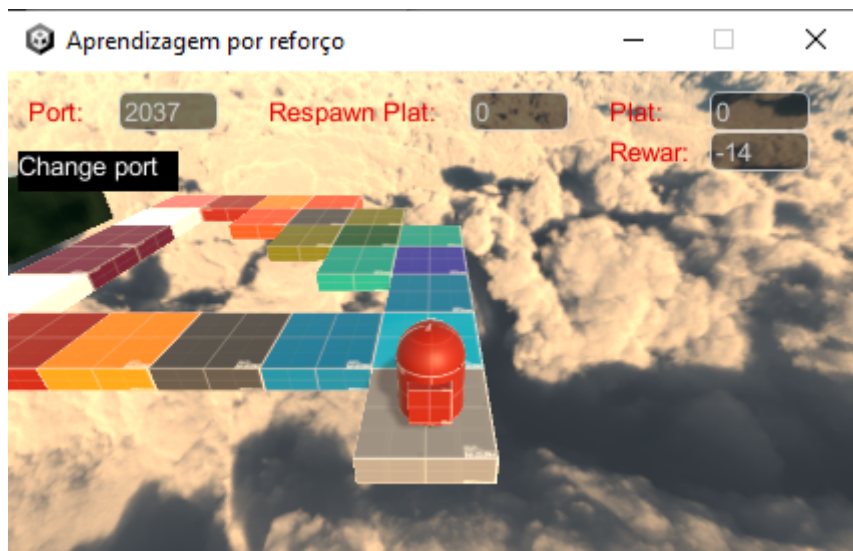 Aprendizagem por reforço
Port: 2037 Respawn Plat: 0 Plat: 0
Rewar: -14
Change port